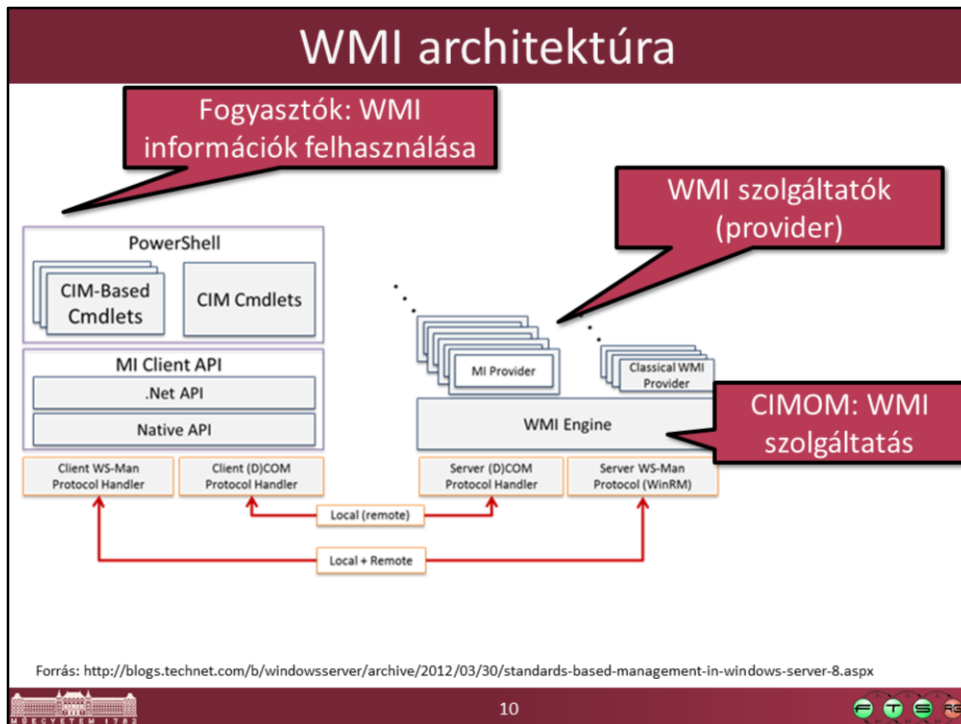 WMI architektúra
Fogyasztók: WMI
információk felhasználása
WMI szolgáltatók
(provider)
PowerShell
CIM-Based
Cmdlets
CIM Cmdlets
MI Client API
.Net API
Native API
Client WS-Man
Protocol Handler
Client (D)COM
Protocol Handler
MI Provider
Classical WMI
Provider
WMI Engine
CIMOM: WMI
szolgáltatás
Server (D)COM
Protocol Handler
Server WS-Man
Protocol (WinRM)
Local (remote)
Local + Remote
Forrás: http://blogs.technet.com/b/windowsserver/archive/2012/03/30/standards-based-management-in-windows-server-8.aspx
MŰEGYETEM 1782
10
F T S RG